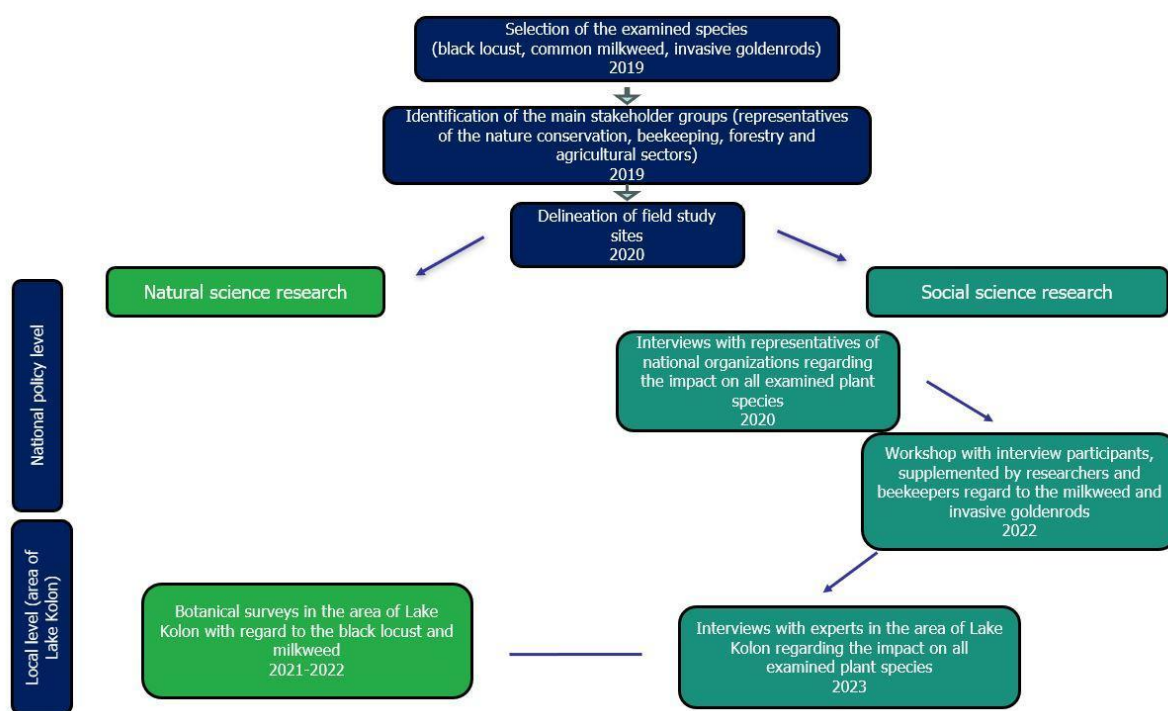 Selection of the examined species
(black locust, common milkweed, invasive goldenrods)
2019
Identification of the main stakeholder groups (representatives
of the nature conservation, beekeeping, forestry and
agricultural sectors)
2019
Delineation of field study
sites
2020
Natural science research
Social science research
National policy level
Interviews with representatives of
national organizations regarding
the impact on all examined plant
species
2020
Workshop with interview participants,
supplemented by researchers and
beekeepers regard to the milkweed and
invasive goldenrods
2022
Local level (area of
Lake Kolon)
Botanical surveys in the area of Lake
Kolon with regard to the black locust and
milkweed
2021-2022
Interviews with experts in the area of Lake
Kolon regarding the impact on all
examined plant species
2023